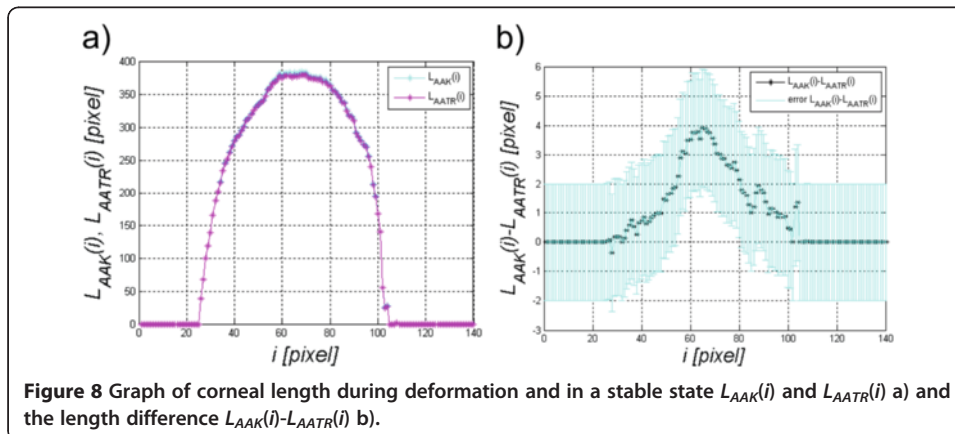 a)
b)
400
350
300
250
200
150
100
50
0
0
20
40
60
80
100
120
140
L_AAK(i), L_AATR(i) [pixel]
i [pixel]
L_AAK(i)
L_AATR(i)
6
5
4
3
2
1
0
-1
-2
-3
0
20
40
60
80
100
120
140
L_AAK(i)-L_AATR(i) [pixel]
i [pixel]
L_AAK(i)-L_AATR(i)
error L_AAK(i)-L_AATR(i)
Figure 8 Graph of corneal length during deformation and in a stable state L_AAK(i) and L_AATR(i) a) and
the length difference L_AAK(i)-L_AATR(i) b).